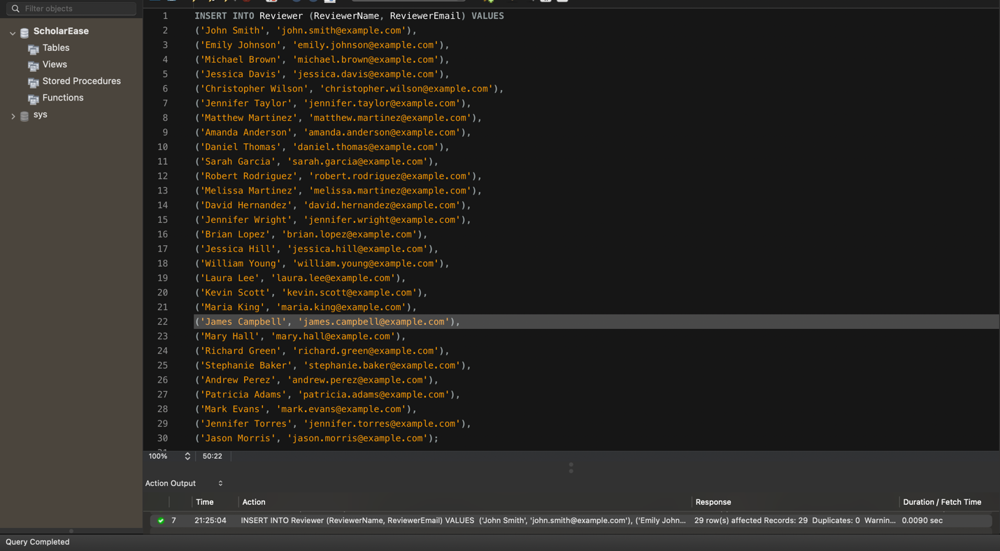 Filter objects
ScholarEase
Tables
Views
Stored Procedures
Functions
sys
1 INSERT INTO Reviewer (ReviewerName, ReviewerEmail) VALUES
2 ('John Smith', 'john.smith@example.com'),
3 ('Emily Johnson', 'emily.johnson@example.com'),
4 ('Michael Brown', 'michael.brown@example.com'),
5 ('Jessica Davis', 'jessica.davis@example.com'),
6 ('Christopher Wilson', 'christopher.wilson@example.com'),
7 ('Jennifer Taylor', 'jennifer.taylor@example.com'),
8 ('Matthew Martinez', 'matthew.martinez@example.com'),
9 ('Amanda Anderson', 'amanda.anderson@example.com'),
10 ('Daniel Thomas', 'daniel.thomas@example.com'),
11 ('Sarah Garcia', 'sarah.garcia@example.com'),
12 ('Robert Rodriguez', 'robert.rodriguez@example.com'),
13 ('Melissa Martinez', 'melissa.martinez@example.com'),
14 ('David Hernandez', 'david.hernandez@example.com'),
15 ('Jennifer Wright', 'jennifer.wright@example.com'),
16 ('Brian Lopez', 'brian.lopez@example.com'),
17 ('Jessica Hill', 'jessica.hill@example.com'),
18 ('William Young', 'william.young@example.com'),
19 ('Laura Lee', 'laura.lee@example.com'),
20 ('Kevin Scott', 'kevin.scott@example.com'),
21 ('Maria King', 'maria.king@example.com'),
22 ('James Campbell', 'james.campbell@example.com'),
23 ('Mary Hall', 'mary.hall@example.com'),
24 ('Richard Green', 'richard.green@example.com'),
25 ('Stephanie Baker', 'stephanie.baker@example.com'),
26 ('Andrew Perez', 'andrew.perez@example.com'),
27 ('Patricia Adams', 'patricia.adams@example.com'),
28 ('Mark Evans', 'mark.evans@example.com'),
29 ('Jennifer Torres', 'jennifer.torres@example.com'),
30 ('Jason Morris', 'jason.morris@example.com');
100% 50:22
Action Output
Time Action Response Duration / Fetch Time
7 21:25:04 INSERT INTO Reviewer (ReviewerName, ReviewerEmail) VALUES ('John Smith', 'john.smith@example.com'), ('Emily John... 29 row(s) affected Records: 29 Duplicates: 0 Warnin... 0.0090 sec
Query Completed